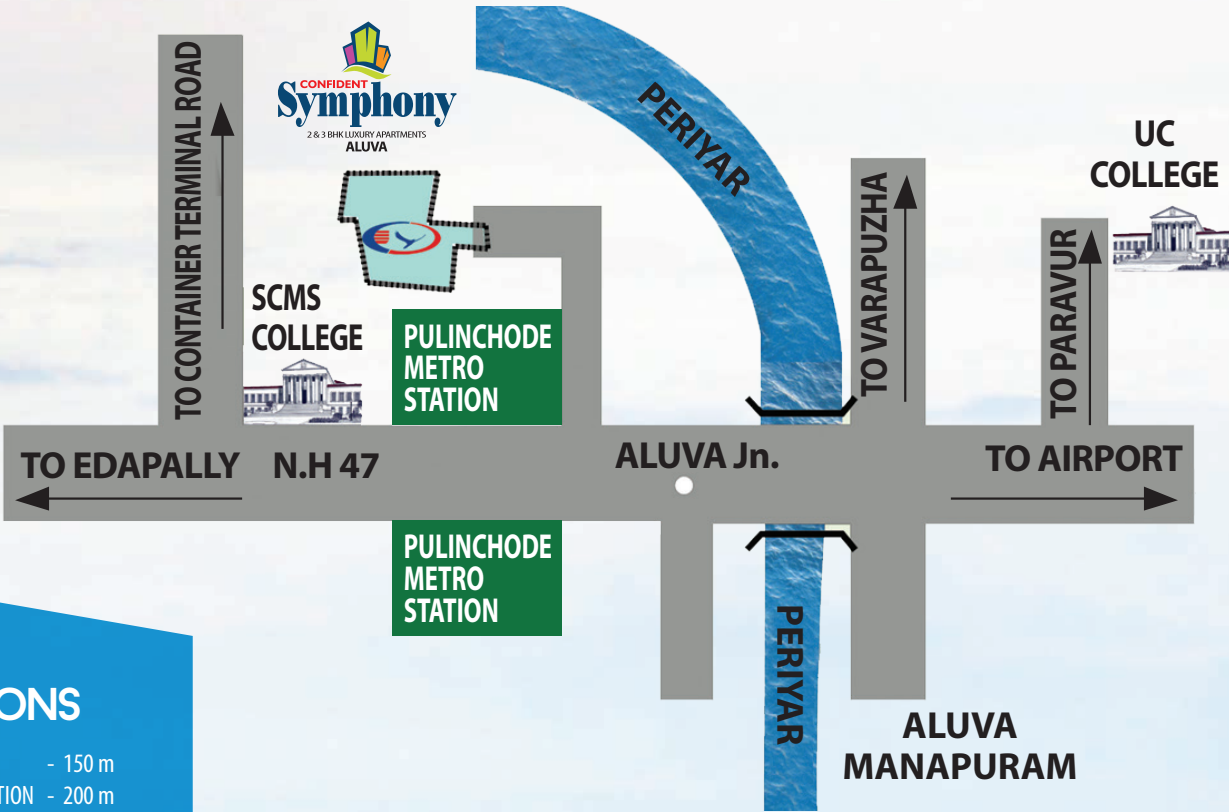 TO CONTAINER TERMINAL ROAD
CONFIDENT
Symphony
2 & 3 BHK LUXURY APARTMENTS
ALUVA
PERIYAR
UC
COLLEGE
TO VARAPUZHA
TO PARAVUR
SCMS
COLLEGE
PULINCHODE
METRO
STATION
TO EDAPALLY
N.H 47
ALUVA Jn.
TO AIRPORT
PULINCHODE
METRO
STATION
PERIYAR
ALUVA
MANAPURAM
ONS
- 150 m
TION - 200 m